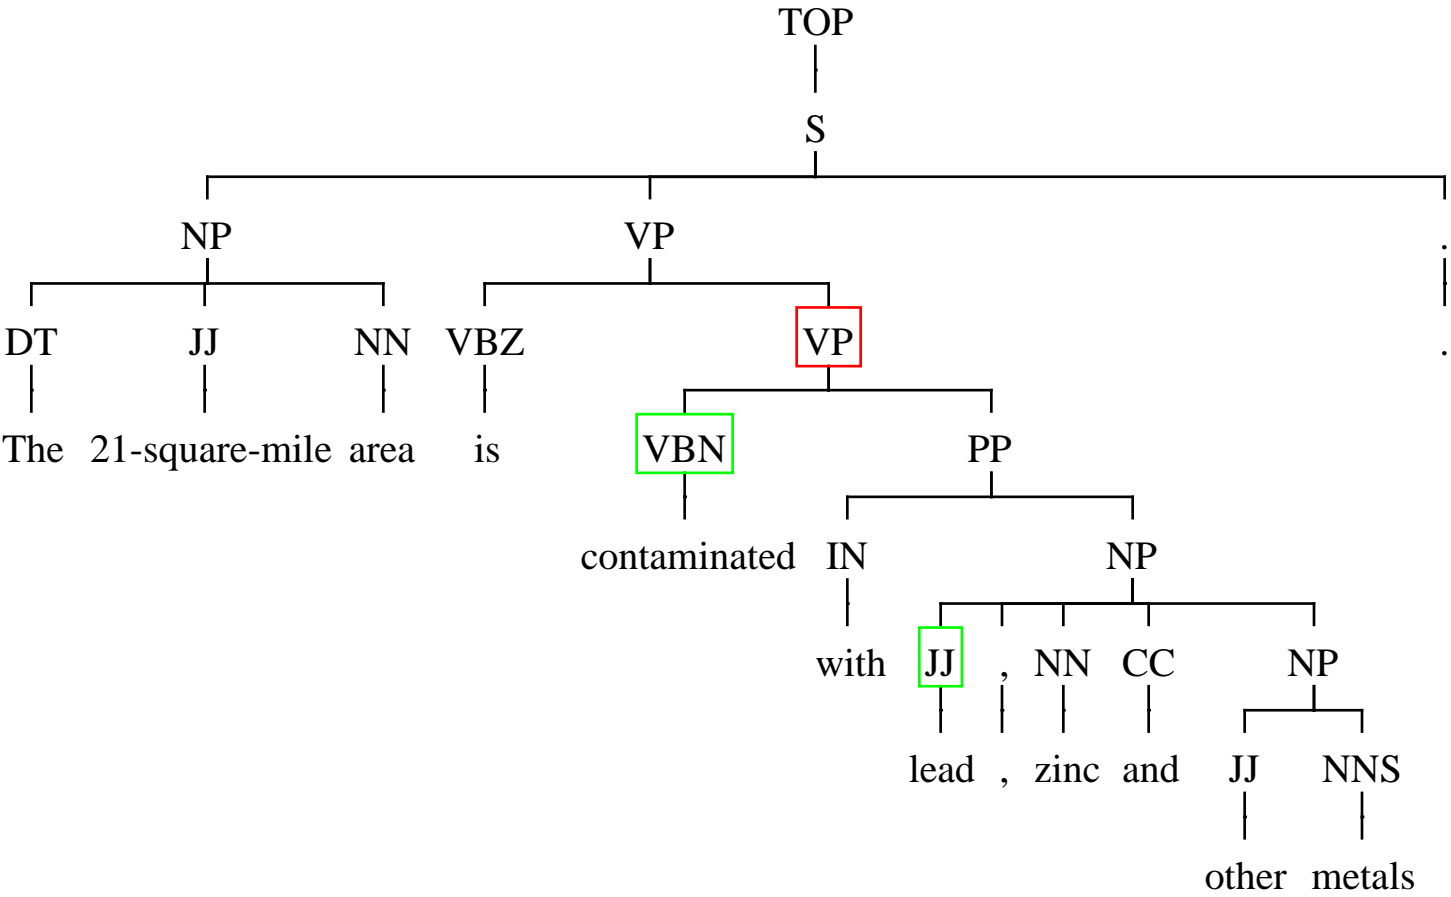 TOP
S
NP VP .
DT JJ NN VBZ VP .
The 21-square-mile area is VBN PP
contaminated IN NP
with JJ , NN CC NP
lead , zinc and JJ NNS
other metals